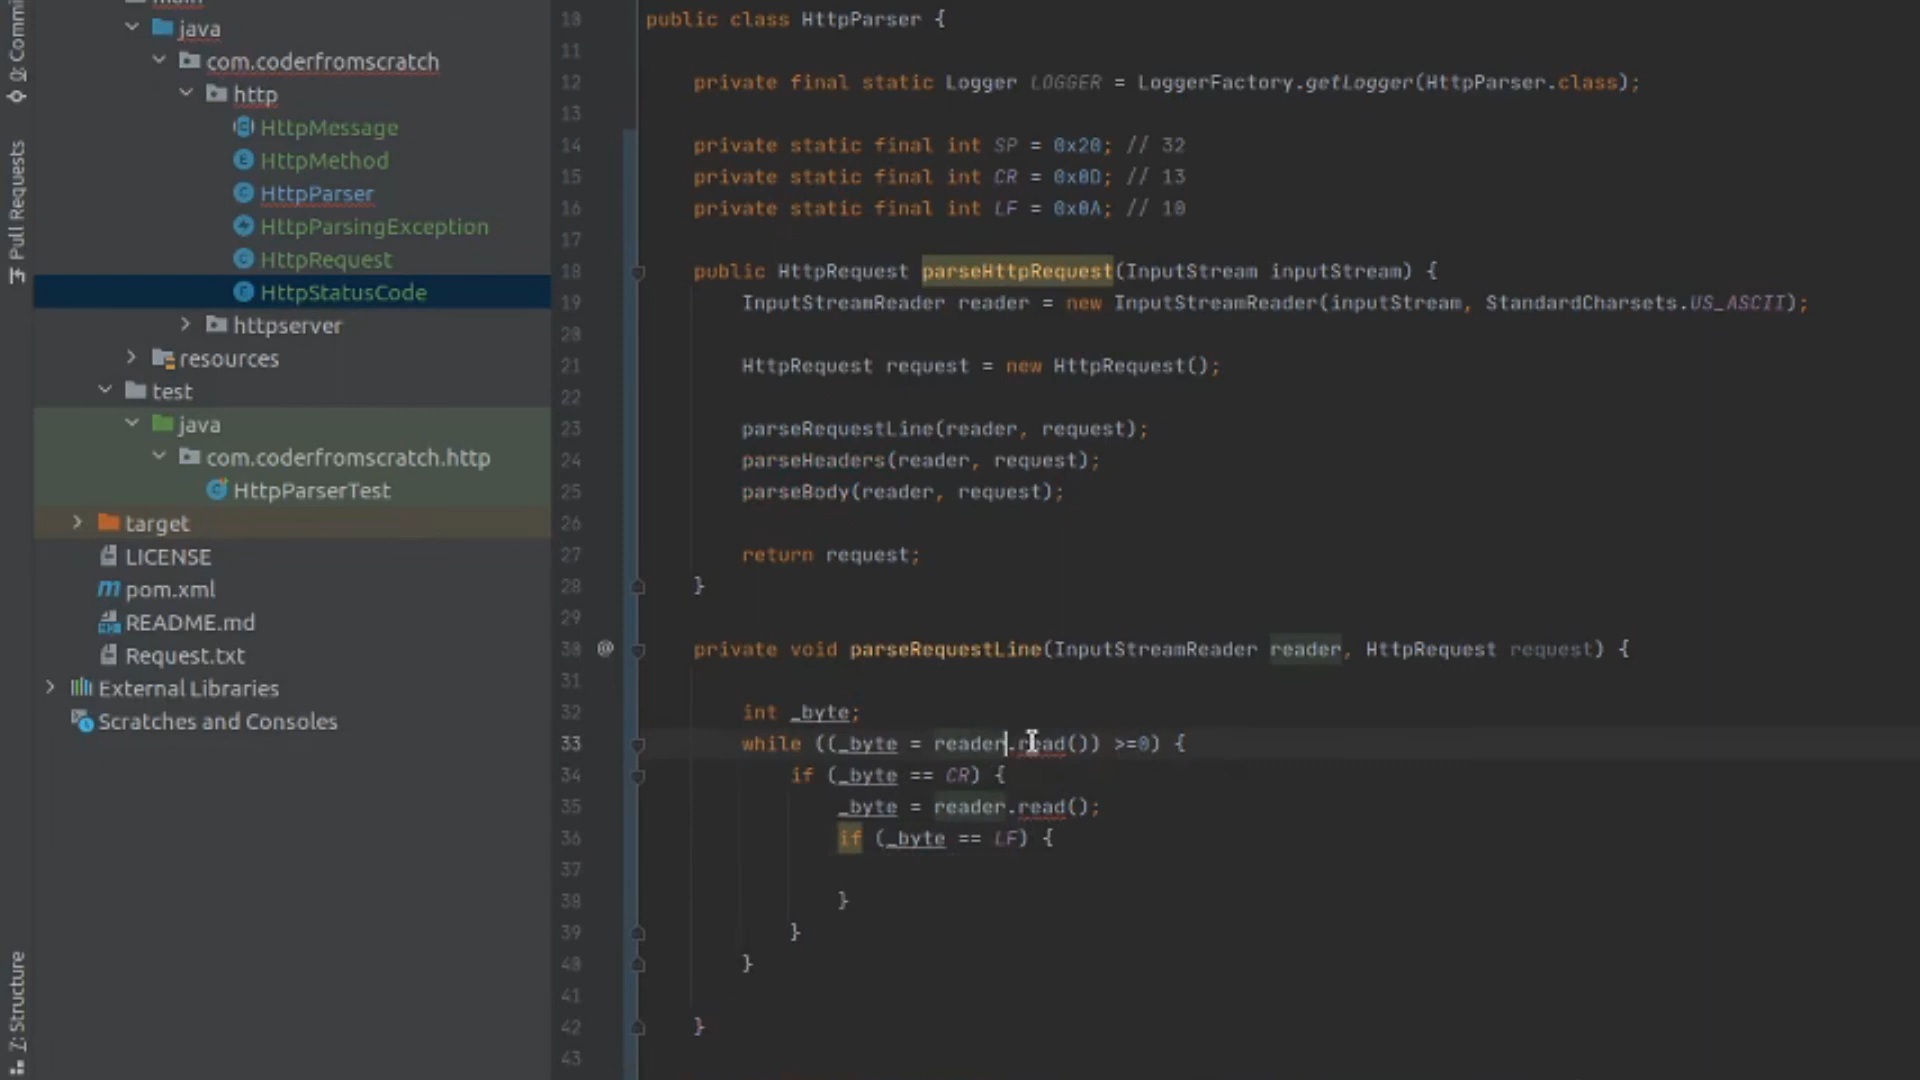 0: Commit
Pull Requests
7: Structure
main
java
com.coderfromscratch
http
HttpMessage
HttpMethod
HttpParser
HttpParsingException
HttpRequest
HttpStatusCode
httpserver
resources
test
java
com.coderfromscratch.http
HttpParserTest
target
LICENSE
pom.xml
README.md
Request.txt
External Libraries
Scratches and Consoles
10 public class HttpParser {
11
12 private final static Logger LOGGER = LoggerFactory.getLogger(HttpParser.class);
13
14 private static final int SP = 0x20; // 32
15 private static final int CR = 0x0D; // 13
16 private static final int LF = 0x0A; // 10
17
18 public HttpRequest parseHttpRequest(InputStream inputStream) {
19 InputStreamReader reader = new InputStreamReader(inputStream, StandardCharsets.US_ASCII);
20
21 HttpRequest request = new HttpRequest();
22
23 parseRequestLine(reader, request);
24 parseHeaders(reader, request);
25 parseBody(reader, request);
26
27 return request;
28 }
29
30 @ private void parseRequestLine(InputStreamReader reader, HttpRequest request) {
31
32 int _byte;
33 while ((_byte = reader.read()) >=0) {
34 if (_byte == CR) {
35 _byte = reader.read();
36 if (_byte == LF) {
37
38 }
39 }
40 }
41
42 }
43